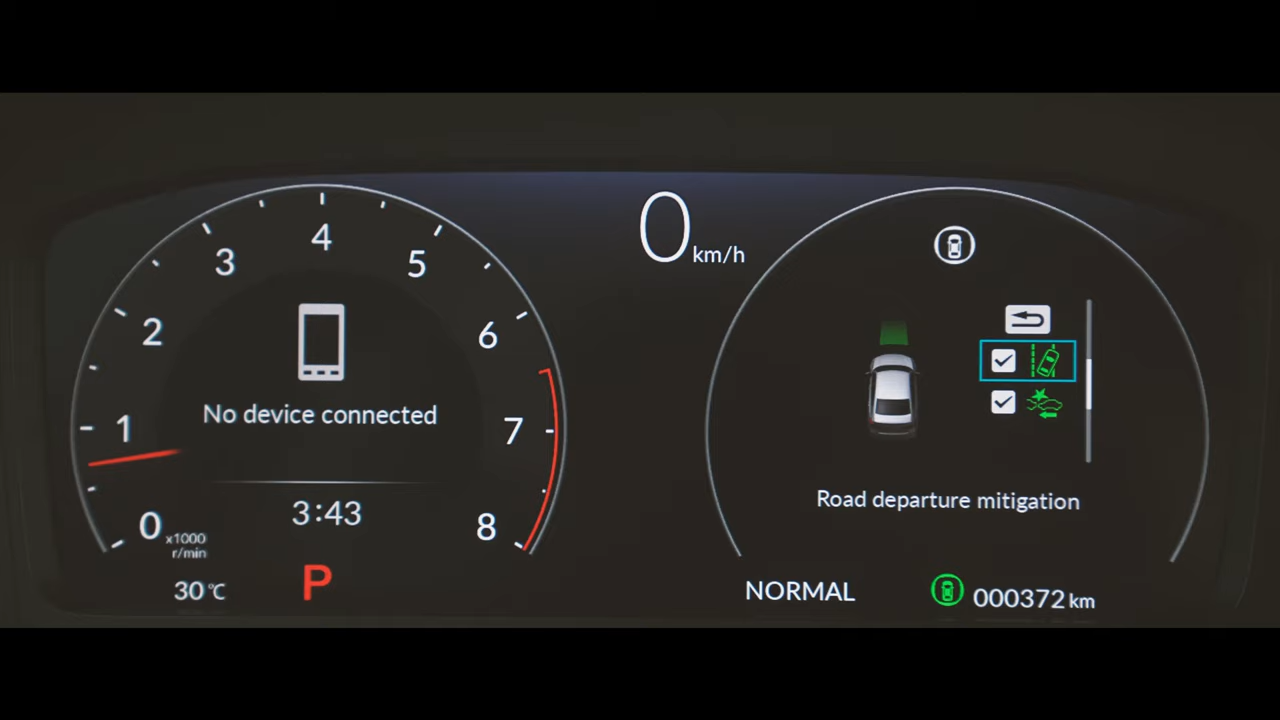 0 km/h
4
3
5
2
6
No device connected
1
7
3:43
0
x1000
r/min
8
30°C
P
Road departure mitigation
NORMAL
000372 km